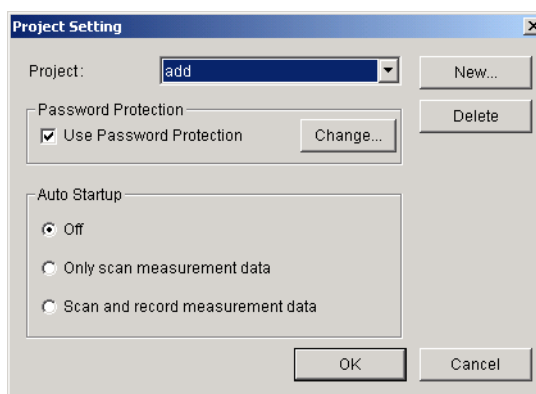 Project Setting
Project: add New...
Password Protection Delete
Use Password Protection Change...
Auto Startup
Off
Only scan measurement data
Scan and record measurement data
OK Cancel